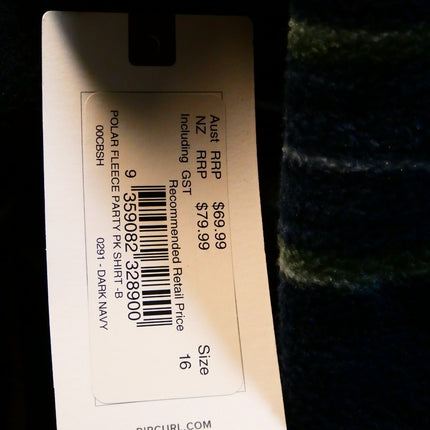 Aust RRP $69.99
NZ RRP $79.99
Including GST
Recommended Retail Price
Size
16
9 359082 328900
POLAR FLEECE PARTY PK SHIRT -B
00CBSH 0291 - DARK NAVY
RIPCURL.COM